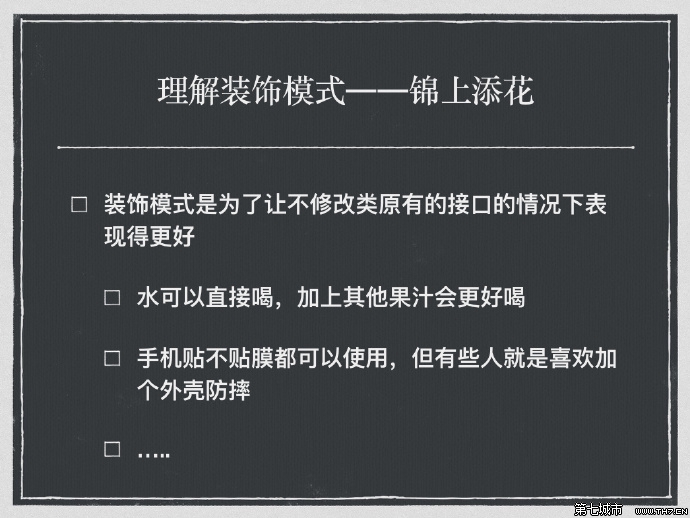 理解装饰模式——锦上添花
装饰模式是为了让不修改类原有的接口的情况下表
现得更好
水可以直接喝，加上其他果汁会更好喝
手机贴不贴膜都可以使用，但有些人就是喜欢加
个外壳防摔
.....
第七城市 WWW.TH7.CN